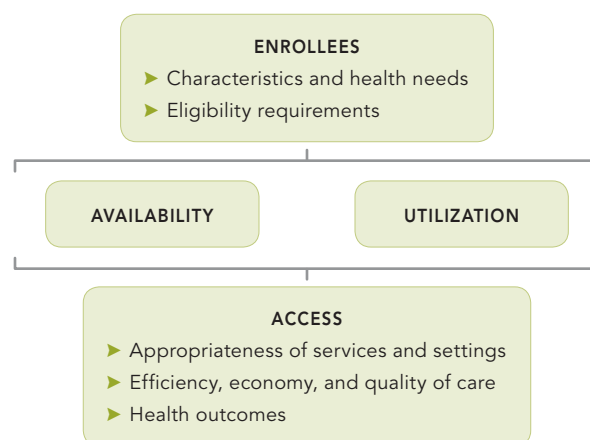 ENROLLEES
➤ Characteristics and health needs
➤ Eligibility requirements
AVAILABILITY
UTILIZATION
ACCESS
➤ Appropriateness of services and settings
➤ Efficiency, economy, and quality of care
➤ Health outcomes